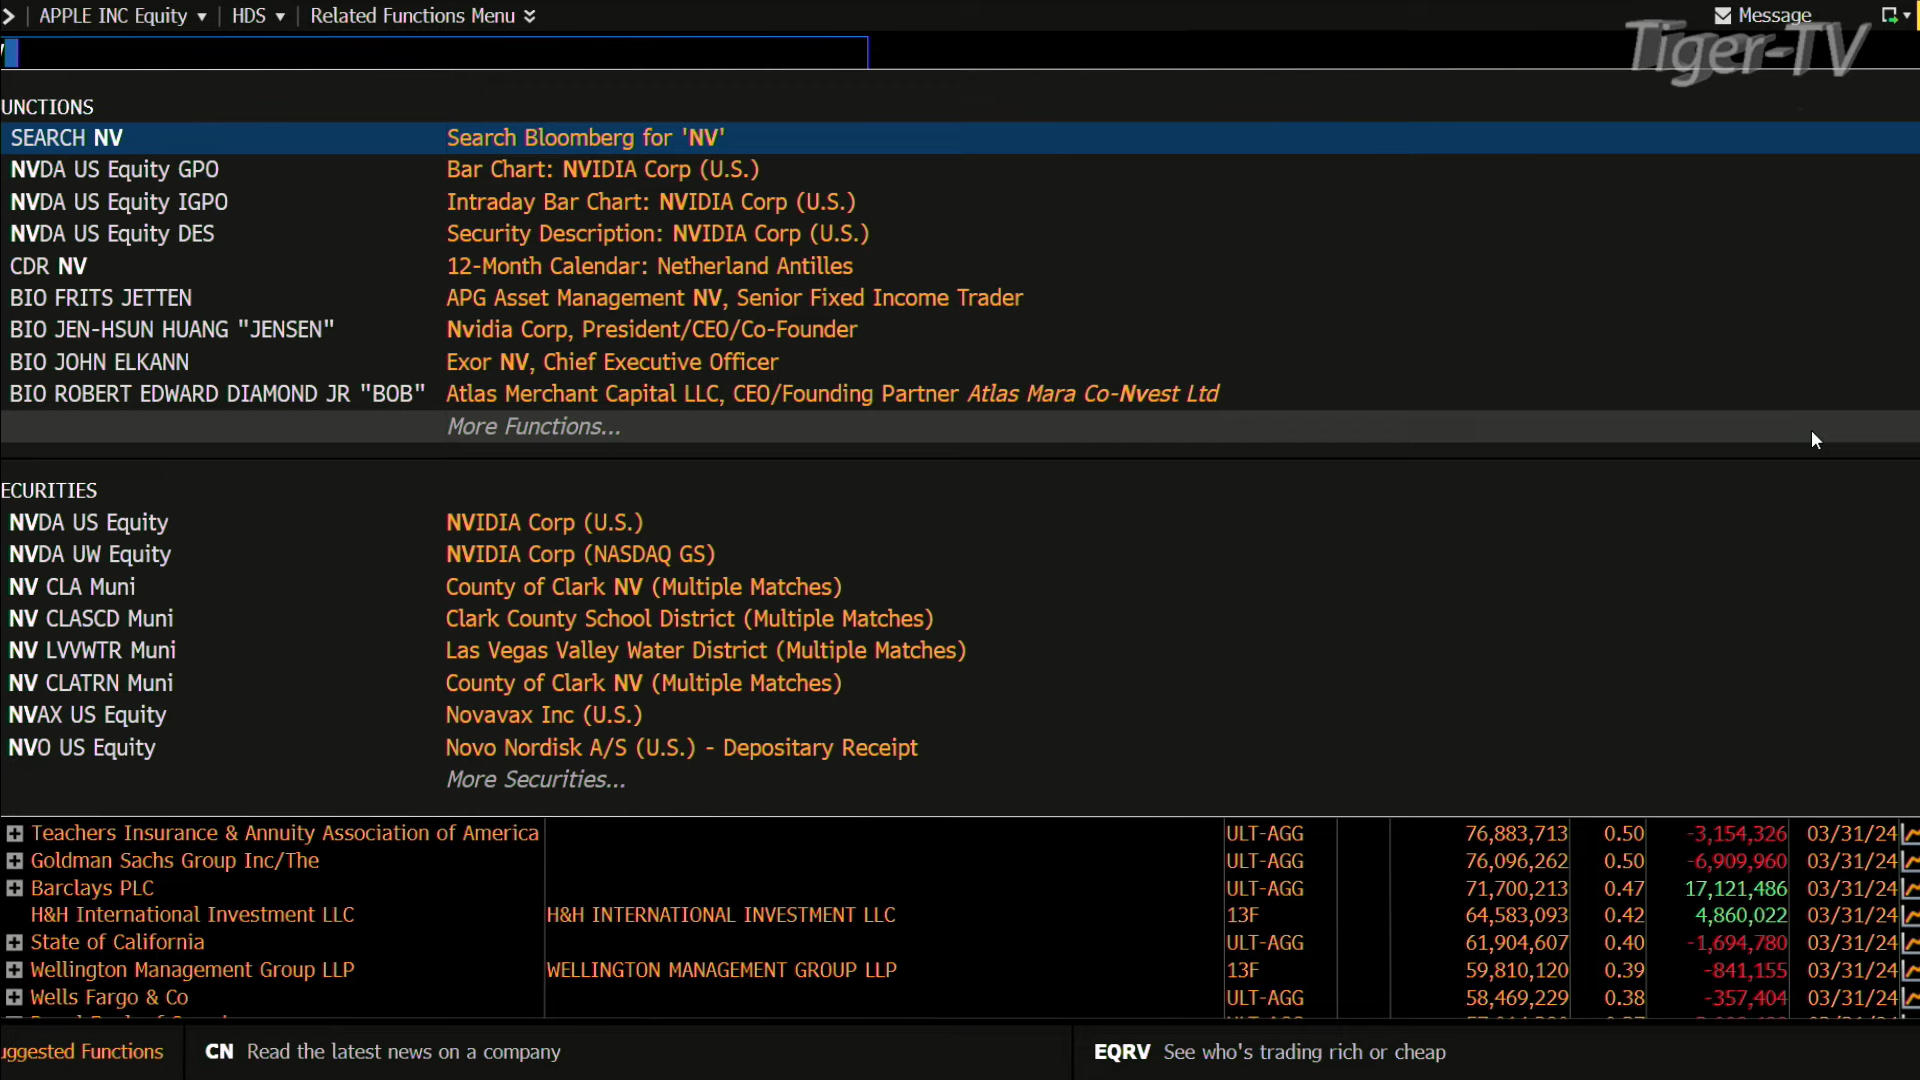 APPLE INC Equity HDS Related Functions Menu Message
Tiger-TV
UNCTIONS
SEARCH NV Search Bloomberg for 'NV'
NVDA US Equity GPO Bar Chart: NVIDIA Corp (U.S.)
NVDA US Equity IGPO Intraday Bar Chart: NVIDIA Corp (U.S.)
NVDA US Equity DES Security Description: NVIDIA Corp (U.S.)
CDR NV 12-Month Calendar: Netherland Antilles
BIO FRITS JETTEN APG Asset Management NV, Senior Fixed Income Trader
BIO JEN-HSUN HUANG "JENSEN" Nvidia Corp, President/CEO/Co-Founder
BIO JOHN ELKANN Exor NV, Chief Executive Officer
BIO ROBERT EDWARD DIAMOND JR "BOB" Atlas Merchant Capital LLC, CEO/Founding Partner Atlas Mara Co-Nvest Ltd
More Functions...
ECURITIES
NVDA US Equity NVIDIA Corp (U.S.)
NVDA UW Equity NVIDIA Corp (NASDAQ GS)
NV CLA Muni County of Clark NV (Multiple Matches)
NV CLASCD Muni Clark County School District (Multiple Matches)
NV LVVWTR Muni Las Vegas Valley Water District (Multiple Matches)
NV CLATRN Muni County of Clark NV (Multiple Matches)
NVAX US Equity Novavax Inc (U.S.)
NVO US Equity Novo Nordisk A/S (U.S.) - Depositary Receipt
More Securities...
Teachers Insurance & Annuity Association of America ULT-AGG 76,883,713 0.50 -3,154,326 03/31/24
Goldman Sachs Group Inc/The ULT-AGG 76,096,262 0.50 -6,909,960 03/31/24
Barclays PLC ULT-AGG 71,700,213 0.47 17,121,486 03/31/24
H&H International Investment LLC H&H INTERNATIONAL INVESTMENT LLC 13F 64,583,093 0.42 4,860,022 03/31/24
State of California ULT-AGG 61,904,607 0.40 -1,694,780 03/31/24
Wellington Management Group LLP WELLINGTON MANAGEMENT GROUP LLP 13F 59,810,120 0.39 -841,155 03/31/24
Wells Fargo & Co ULT-AGG 58,469,229 0.38 -357,404 03/31/24
uggested Functions CN Read the latest news on a company EQRV See who's trading rich or cheap